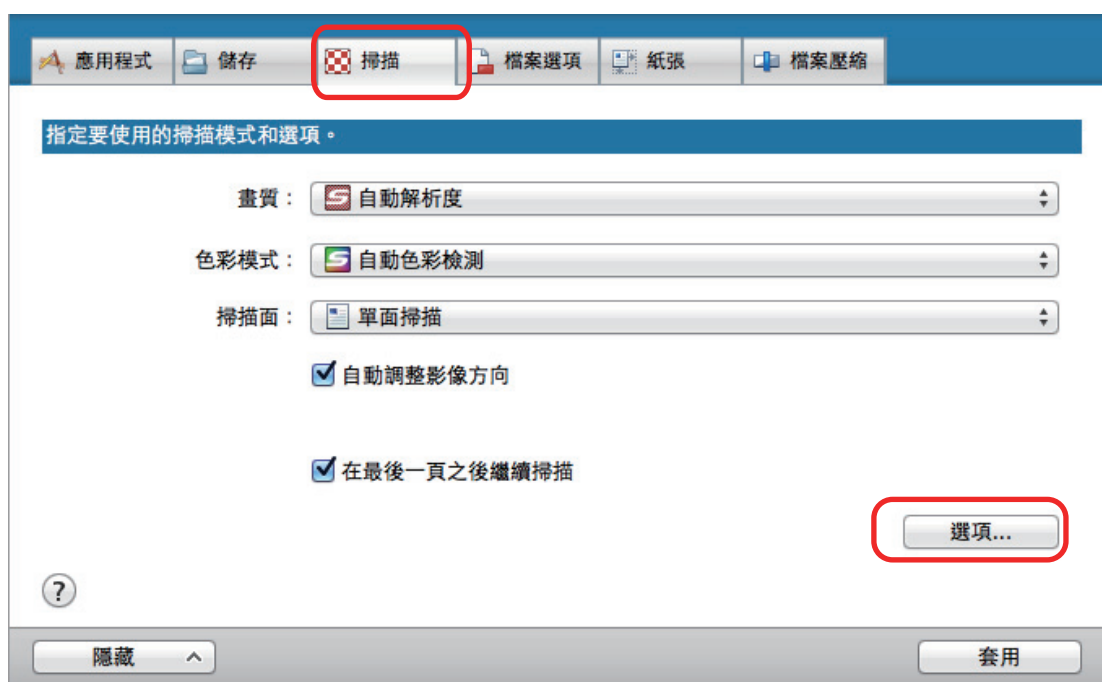 應用程式 儲存 掃描 檔案選項 紙張 檔案壓縮
指定要使用的掃描模式和選項。
畫質： 自動解析度
色彩模式： 自動色彩檢測
掃描面： 單面掃描
自動調整影像方向
在最後一頁之後繼續掃描
選項...
?
隱藏 套用